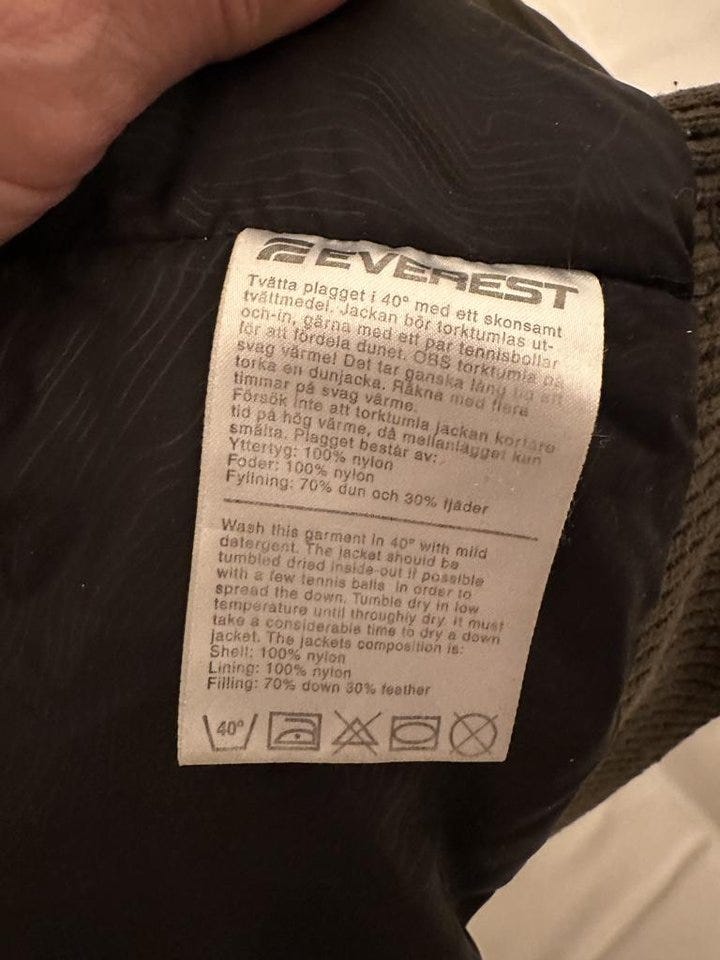 EVEREST
Tvätta plagget i 40° med ett skonsamt
tvättmedel. Jackan bör torktumlas ut-
och-in, gärna med ett par tennisbollar
för att fördela dunet. OBS torktumla på
svag värme! Det tar ganska lång tid att
torka en dunjacka. Räkna med flera
timmar på svag värme.
Försök inte att torktumla jackan kortare
tid på hög värme, då mellanlägget kan
smälta. Plagget består av:
Yttertyg: 100% nylon
Foder: 100% nylon
Fyllning: 70% dun och 30% fjäder
Wash this garment in 40° with mild
detergent. The jacket should be
tumbled dried inside-out if possible
with a few tennis balls in order to
spread the down. Tumble dry in low
temperature until throughly dry. It must
take a considerable time to dry a down
jacket. The jackets composition is:
Shell: 100% nylon
Lining: 100% nylon
Filling: 70% down 30% feather
40°